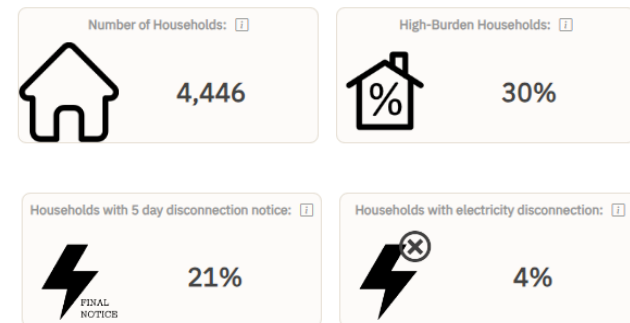 Number of Households: i
High-Burden Households: i
4,446
%
30%
Households with 5 day disconnection notice: i
Households with electricity disconnection: i
21%
FINAL
NOTICE
4%